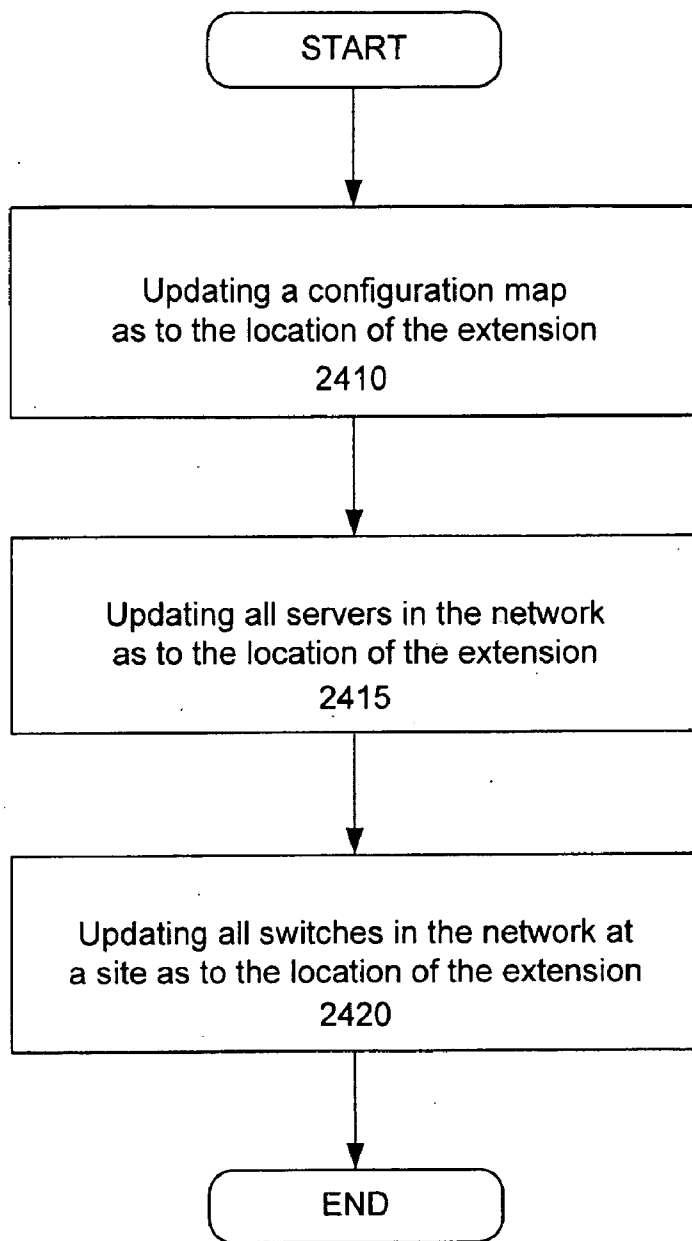 START
Updating a configuration map
as to the location of the extension
2410
Updating all servers in the network
as to the location of the extension
2415
Updating all switches in the network at
a site as to the location of the extension
2420
END